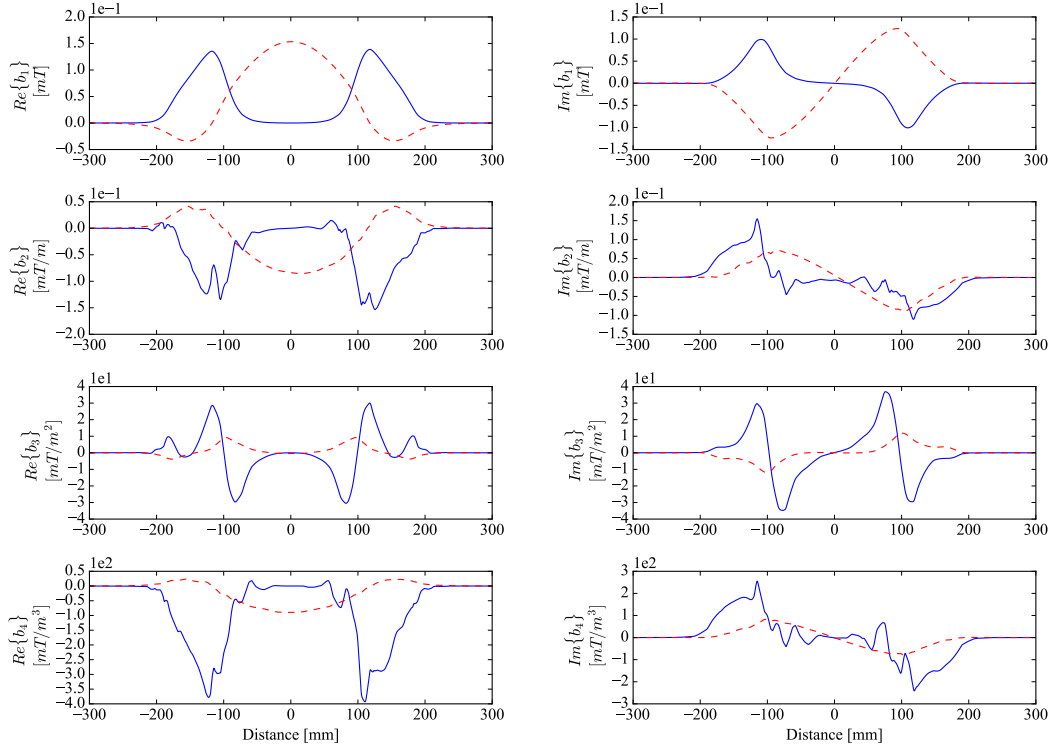 1e−1
2.0
1.5
1.0
0.5
0.0
−0.5
Re{b₁}
[mT]
−300 −200 −100 0 100 200 300
1e−1
1.5
1.0
0.5
0.0
−0.5
−1.0
−1.5
Im{b₁}
[mT]
−300 −200 −100 0 100 200 300
1e−1
0.5
0.0
−0.5
−1.0
−1.5
−2.0
Re{b₂}
[mT/m]
−300 −200 −100 0 100 200 300
1e−1
2.0
1.5
1.0
0.5
0.0
−0.5
−1.0
−1.5
Im{b₂}
[mT/m]
−300 −200 −100 0 100 200 300
1e1
4
3
2
1
0
−1
−2
−3
−4
Re{b₃}
[mT/m²]
−300 −200 −100 0 100 200 300
1e1
4
3
2
1
0
−1
−2
−3
−4
Im{b₃}
[mT/m²]
−300 −200 −100 0 100 200 300
1e2
0.5
0.0
−0.5
−1.0
−1.5
−2.0
−2.5
−3.0
−3.5
−4.0
Re{b₄}
[mT/m³]
−300 −200 −100 0 100 200 300
Distance [mm]
1e2
3
2
1
0
−1
−2
−3
Im{b₄}
[mT/m³]
−300 −200 −100 0 100 200 300
Distance [mm]